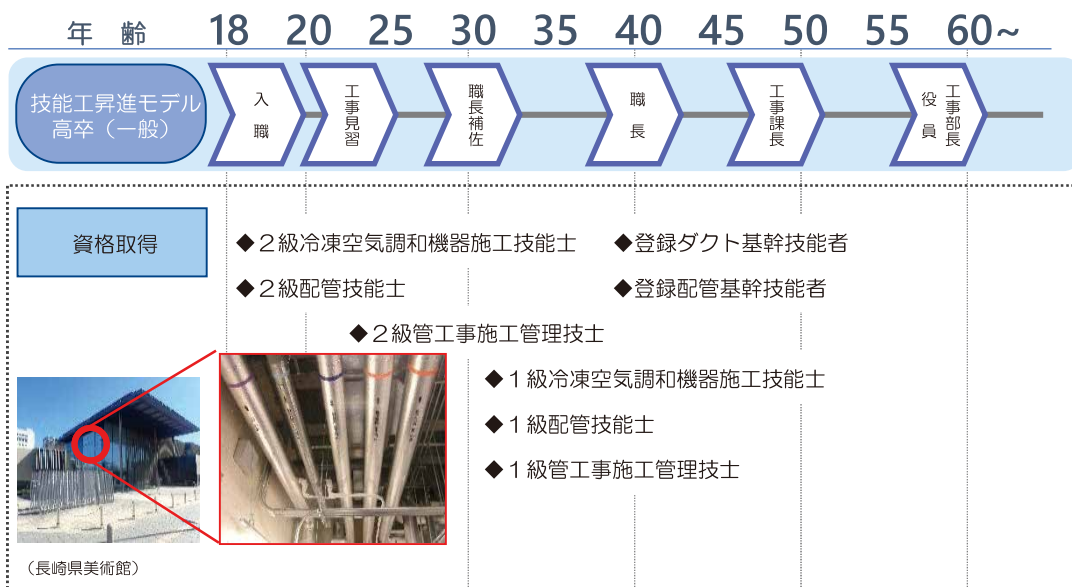 年 齢 18 20 25 30 35 40 45 50 55 60~
技能工昇進モデル
高卒（一般）
入職
工事見習
職長補佐
職長
工事課長
工事部長
役員
資格取得
◆２級冷凍空気調和機器施工技能士
◆登録ダクト基幹技能者
◆２級配管技能士
◆登録配管基幹技能者
◆２級管工事施工管理技士
◆１級冷凍空気調和機器施工技能士
◆１級配管技能士
◆１級管工事施工管理技士
（長崎県美術館）